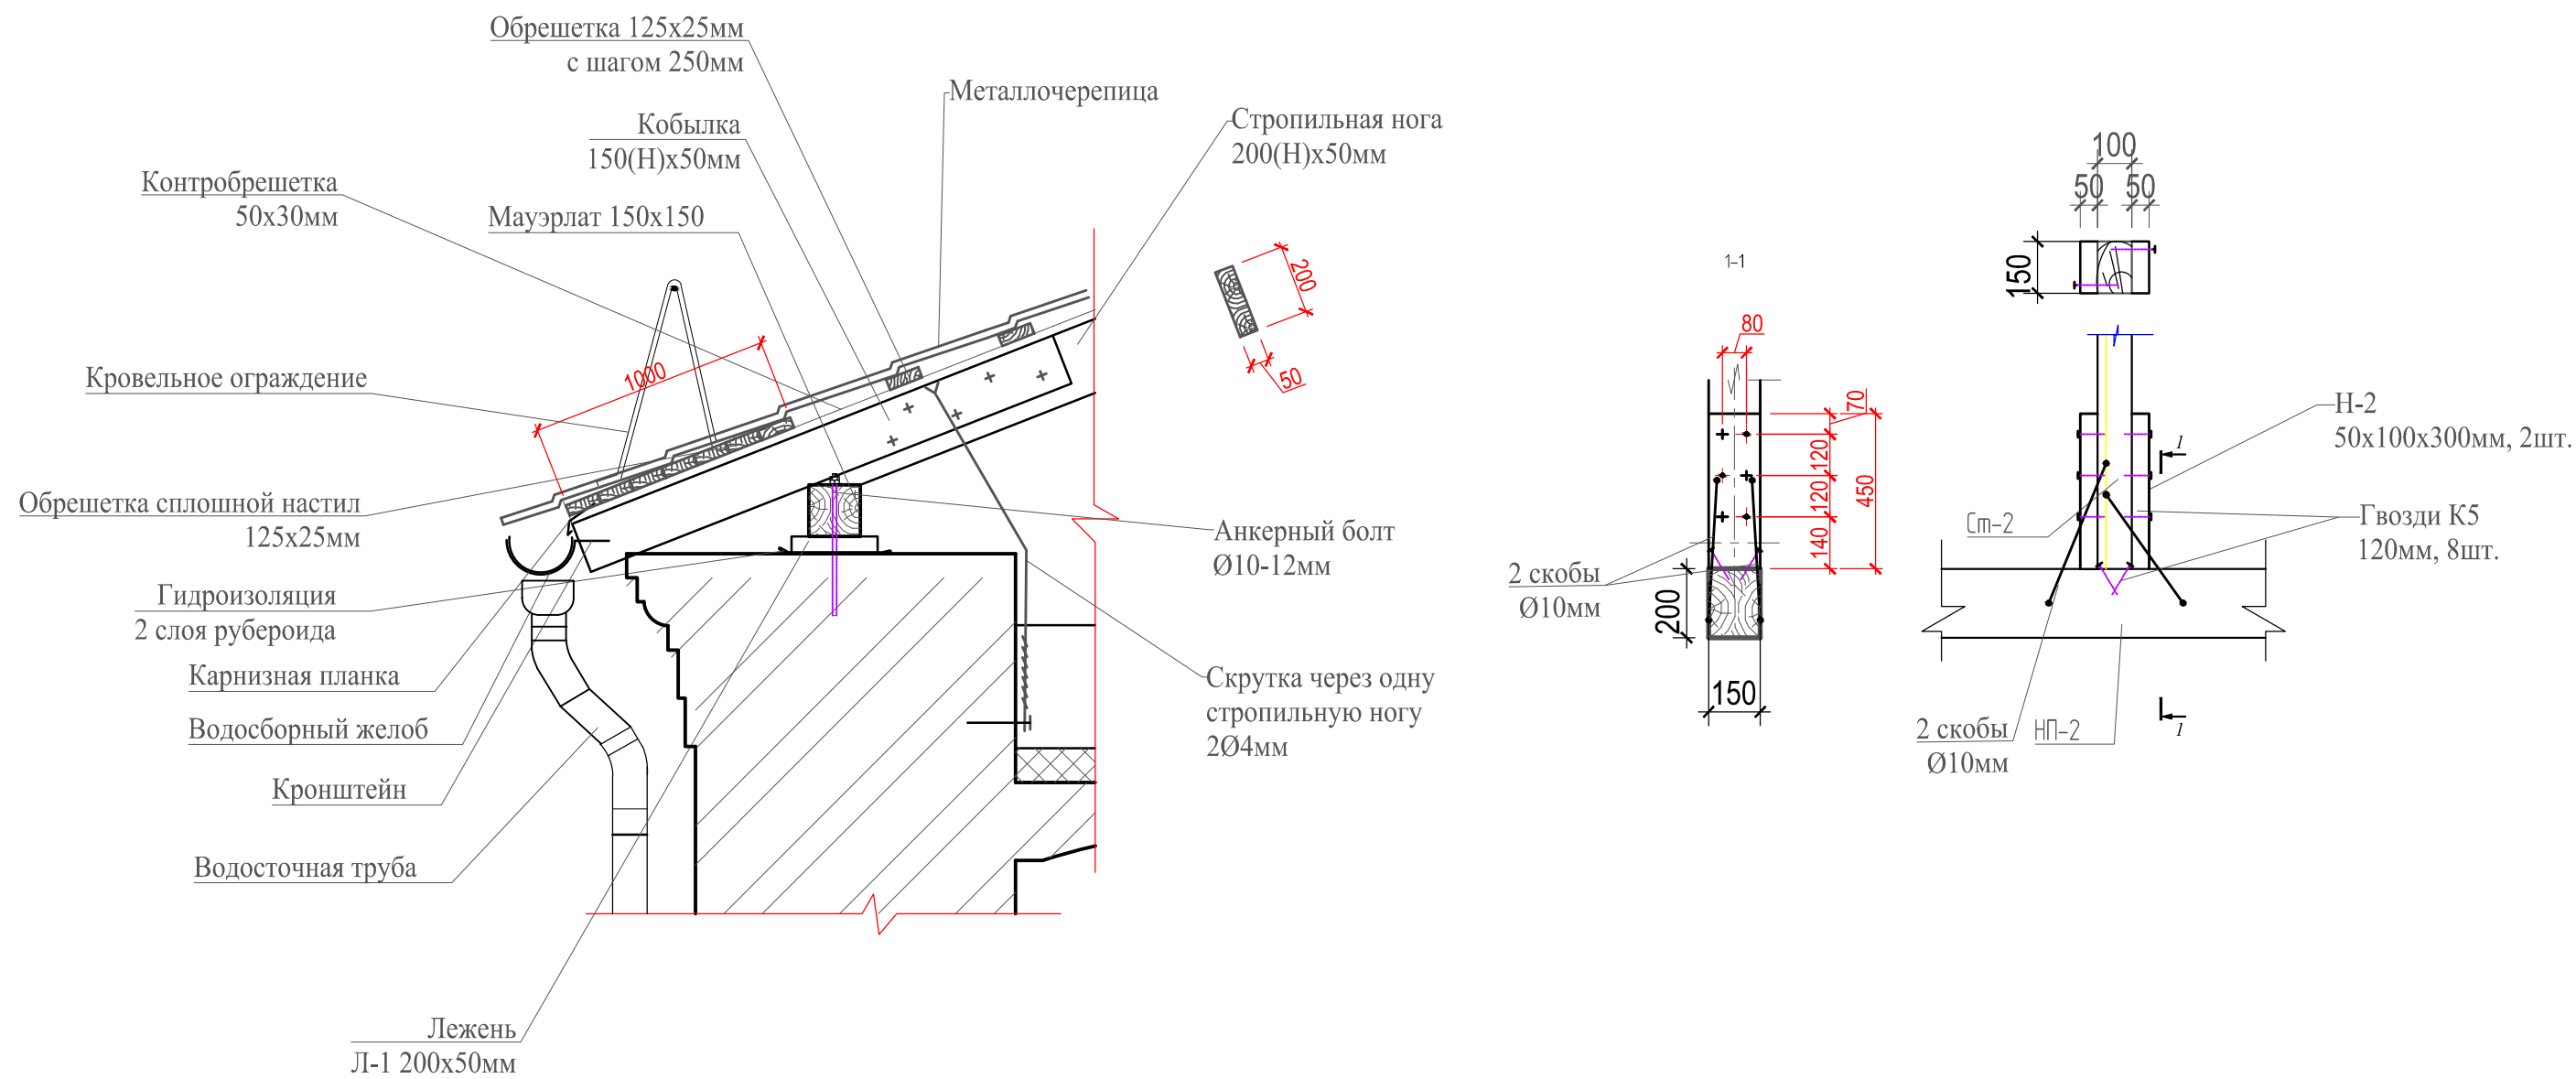 Обрешетка 125х25мм
с шагом 250мм
Металлочерепица
Кобылка
150(Н)х50мм
Стропильная нога
200(Н)х50мм
Контробрешетка
50х30мм
Мауэрлат 150х150
Кровельное ограждение
1000
200
50
Обрешетка сплошной настил
125х25мм
Анкерный болт
Ø10-12мм
Гидроизоляция
2 слоя рубероида
Карнизная планка
Водосборный желоб
Кронштейн
Скрутка через одну
стропильную ногу
2Ø4мм
Водосточная труба
Лежень
Л-1 200х50мм
1-1
80
70
120
120
450
140
2 скобы
Ø10мм
200
150
100
50
50
150
Н-2
50х100х300мм, 2шт.
1
Ст-2
Гвозди К5
120мм, 8шт.
2 скобы
Ø10мм
НП-2
1